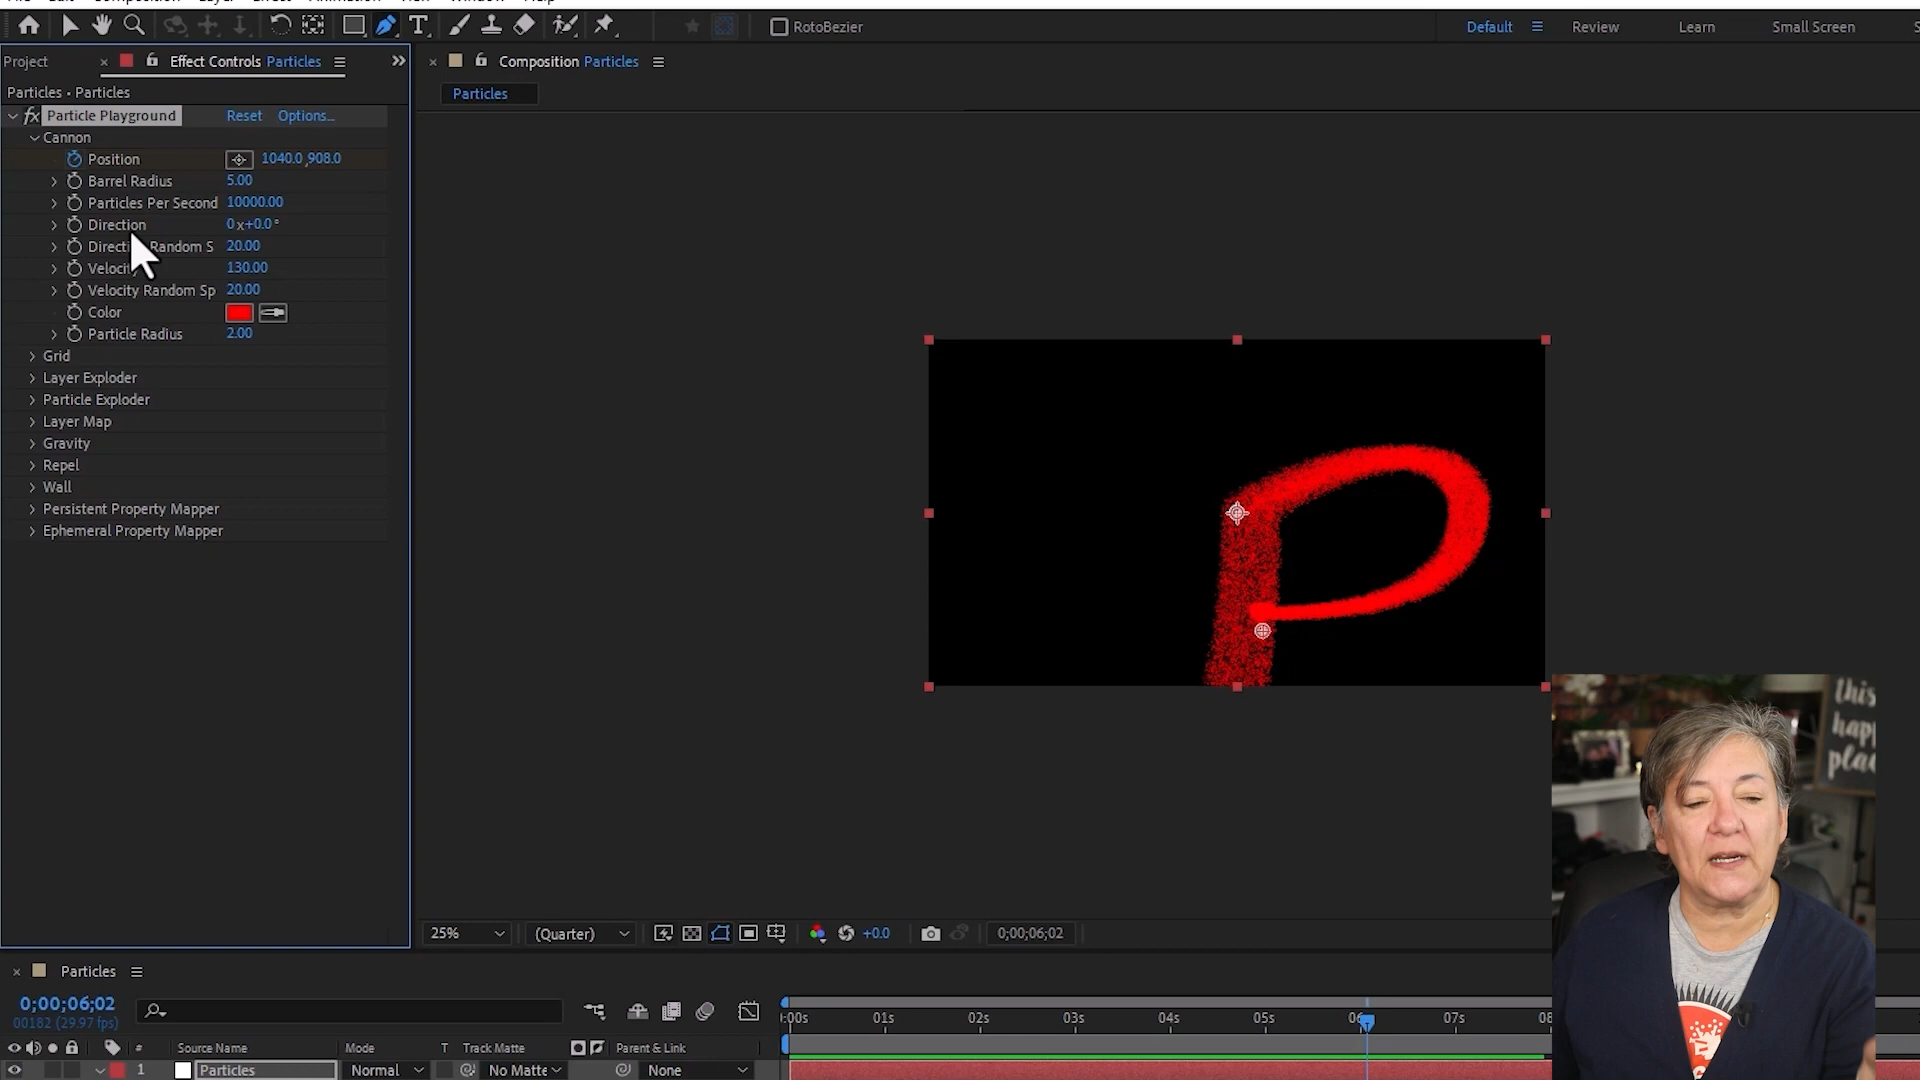 RotoBezier
Default
Review
Learn
Small Screen
Project
× Effect Controls Particles
× Composition Particles
Particles • Particles
Particles
fx Particle Playground Reset Options...
Cannon
Position 1040.0,908.0
Barrel Radius 5.00
Particles Per Second 10000.00
Direction 0x+0.0°
Random S 20.00
130.00
Velocity Random Sp 20.00
Color
Particle Radius 2.00
Grid
Layer Exploder
Particle Exploder
Layer Map
Gravity
Repel
Wall
Persistent Property Mapper
Ephemeral Property Mapper
this
25% (Quarter) +0.0 0;00;06;02
× Particles
0;00;06;02
00182 (29.97 fps)
:00s 01s 02s 03s 04s 05s 07s
# Source Name Mode T Track Matte Parent & Link
1 Particles Normal No Matte None